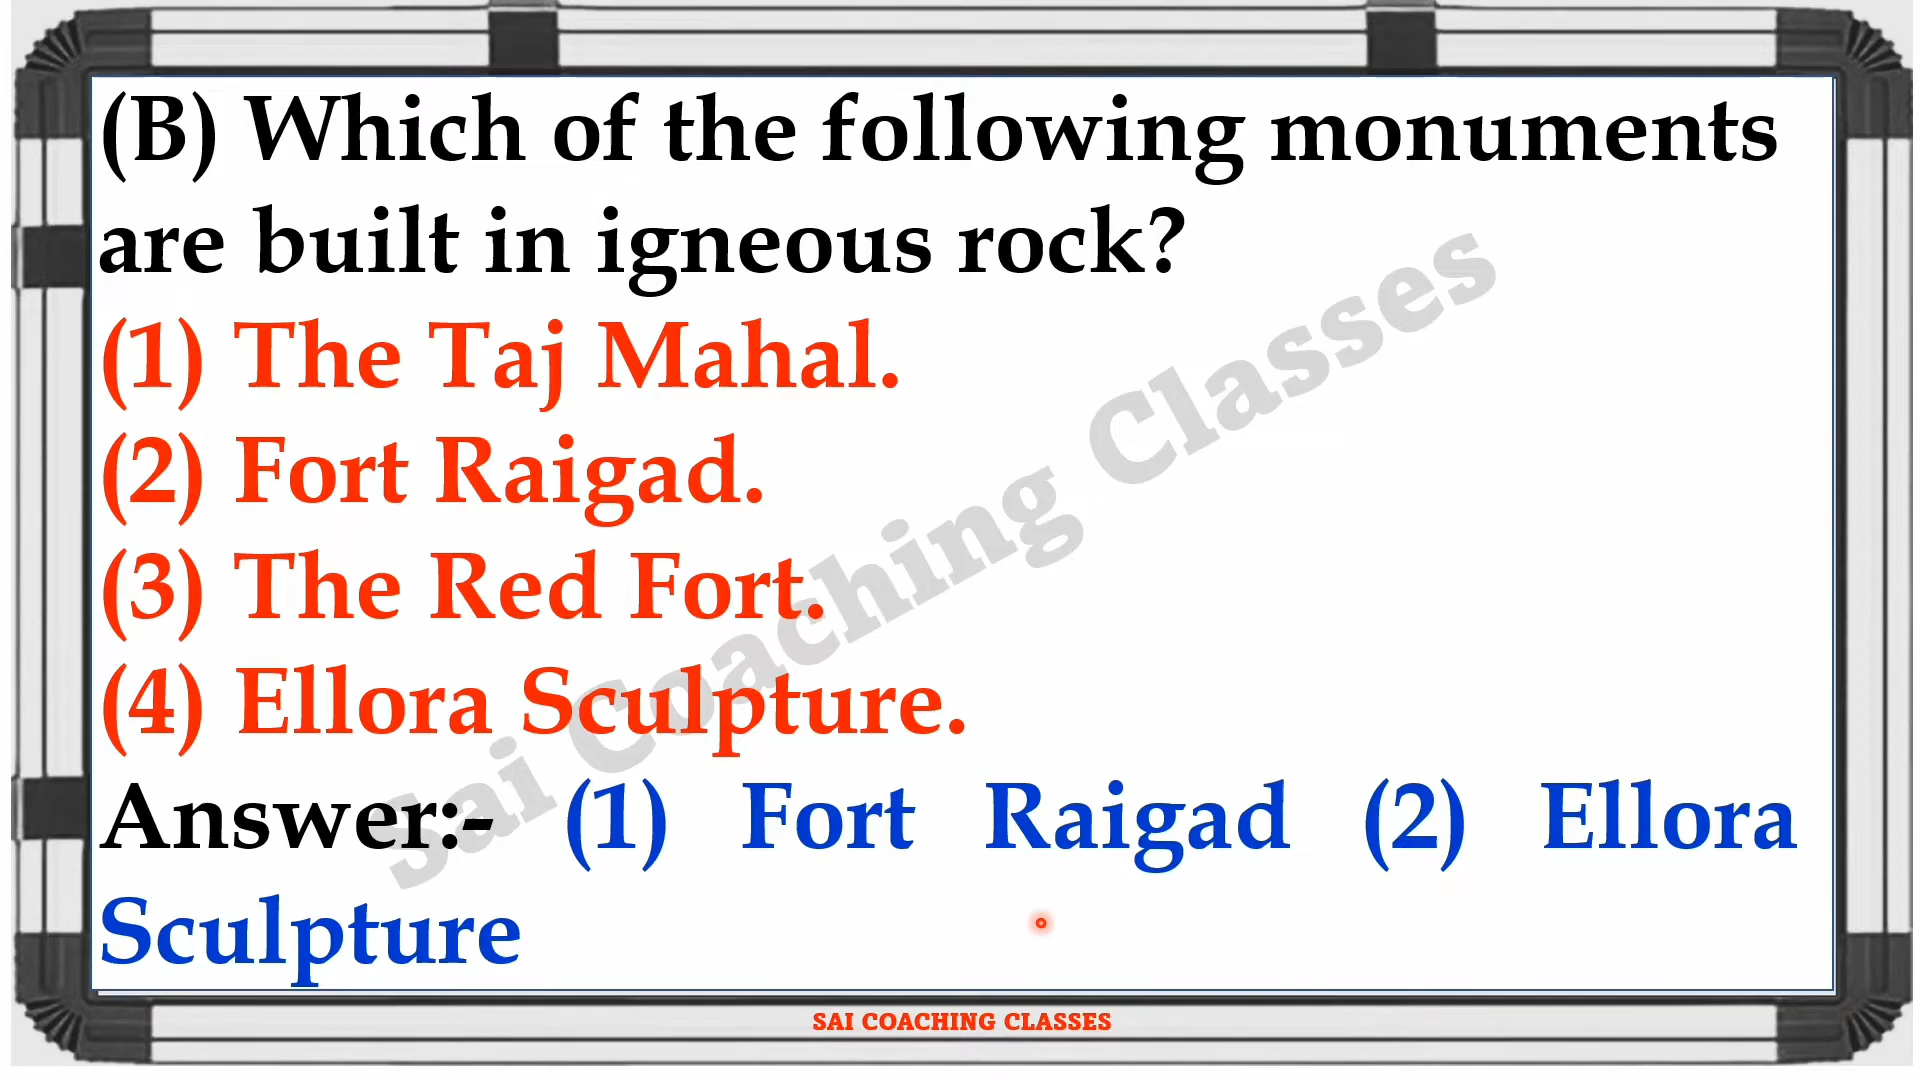 (B) Which of the following monuments
are built in igneous rock?
(1) The Taj Mahal.
(2) Fort Raigad.
(3) The Red Fort.
(4) Ellora Sculpture.
Answer:- (1) Fort Raigad (2) Ellora
Sculpture
Sai Coaching Classes
SAI COACHING CLASSES